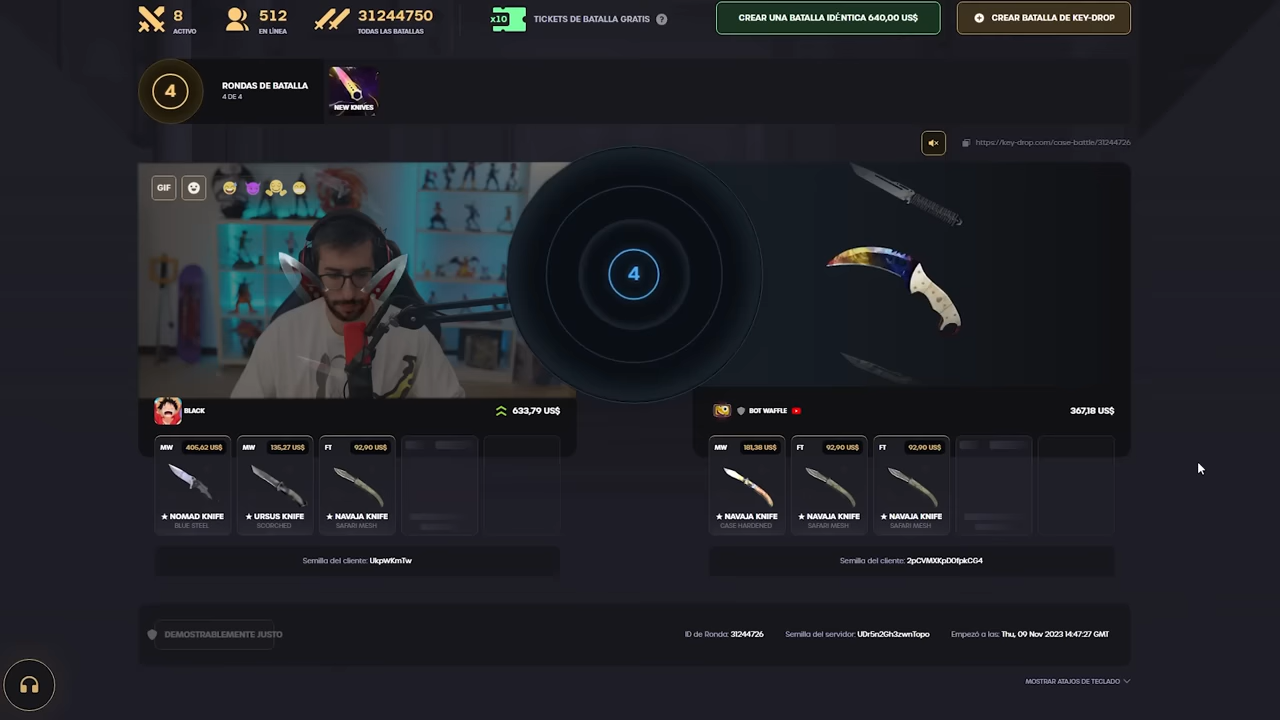 8
ACTIVO
512
EN LÍNEA
31244750
TODAS LAS BATALLAS
x10
TICKETS DE BATALLA GRATIS ?
CREAR UNA BATALLA IDÉNTICA 640,00 US$
CREAR BATALLA DE KEY-DROP
4
RONDAS DE BATALLA
4 DE 4
NEW KNIVES
https://key-drop.com/case-battle/31244726
GIF
4
BLACK
633,79 US$
BOT WAFFLE
367,18 US$
MW 405,62 US$
★ NOMAD KNIFE
BLUE STEEL
MW 135,27 US$
★ URSUS KNIFE
SCORCHED
FT 92,90 US$
★ NAVAJA KNIFE
SAFARI MESH
MW 181,38 US$
★ NAVAJA KNIFE
CASE HARDENED
FT 92,90 US$
★ NAVAJA KNIFE
SAFARI MESH
FT 92,90 US$
★ NAVAJA KNIFE
SAFARI MESH
Semilla del cliente: UkpWKmTw
Semilla del cliente: 2pCVMXKpD0fpkCG4
DEMOSTRABLEMENTE JUSTO
ID de Ronda: 31244726
Semilla del servidor: UDr5n2Gh3zwnTopo
Empezó a las: Thu, 09 Nov 2023 14:47:27 GMT
MOSTRAR ATAJOS DE TECLADO